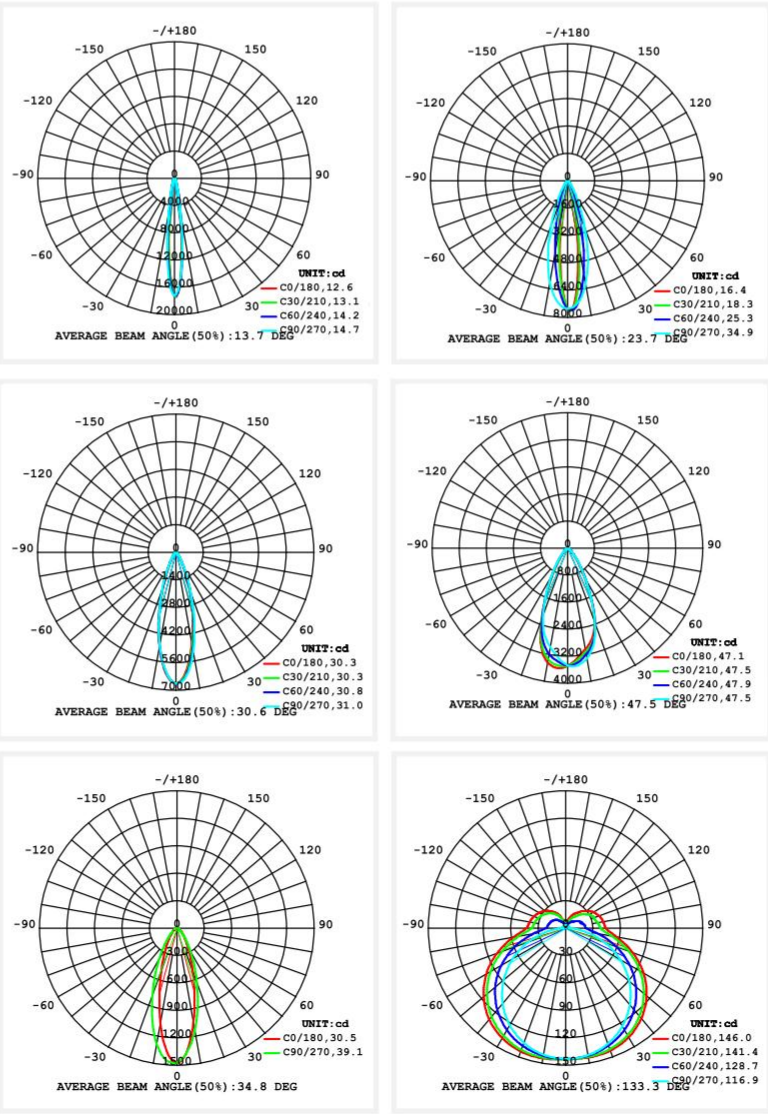 -/+180
-150 150
-120 120
-90 90
-60 60
-30 30
0
0
4000
8000
12000
16000
20000
UNIT:cd
C0/180,12.6
C30/210,13.1
C60/240,14.2
C90/270,14.7
AVERAGE BEAM ANGLE(50%):13.7 DEG
-/+180
-150 150
-120 120
-90 90
-60 60
-30 30
0
0
1600
3200
4800
6400
8000
UNIT:cd
C0/180,16.4
C30/210,18.3
C60/240,25.3
C90/270,34.9
AVERAGE BEAM ANGLE(50%):23.7 DEG
-/+180
-150 150
-120 120
-90 90
-60 60
-30 30
0
0
1400
2800
4200
5600
7000
UNIT:cd
C0/180,30.3
C30/210,30.3
C60/240,30.8
C90/270,31.0
AVERAGE BEAM ANGLE(50%):30.6 DEG
-/+180
-150 150
-120 120
-90 90
-60 60
-30 30
0
0
800
1600
2400
3200
4000
UNIT:cd
C0/180,47.1
C30/210,47.5
C60/240,47.9
C90/270,47.5
AVERAGE BEAM ANGLE(50%):47.5 DEG
-/+180
-150 150
-120 120
-90 90
-60 60
-30 30
0
0
300
600
900
1200
1500
UNIT:cd
C0/180,30.5
C90/270,39.1
AVERAGE BEAM ANGLE(50%):34.8 DEG
-/+180
-150 150
-120 120
-90 90
-60 60
-30 30
0
0
30
60
90
120
150
UNIT:cd
C0/180,146.0
C30/210,141.4
C60/240,128.7
C90/270,116.9
AVERAGE BEAM ANGLE(50%):133.3 DEG